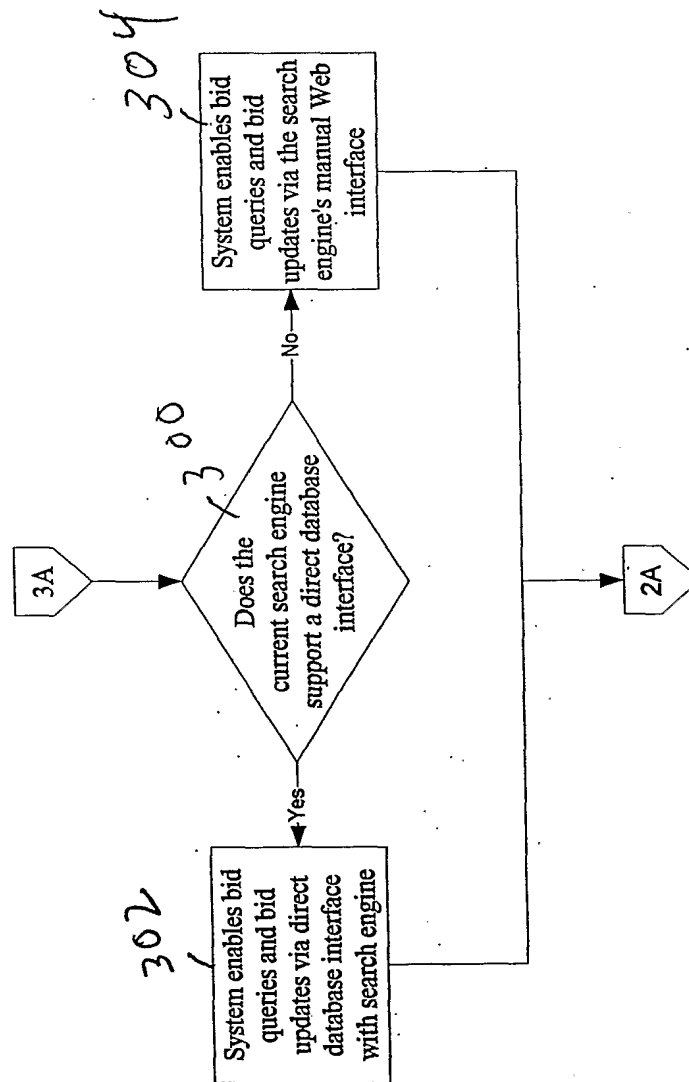 3A
300
Does the
current search engine
support a direct database
interface?
Yes
No
302
System enables bid
queries and bid
updates via direct
database interface
with search engine
304
System enables bid
queries and bid
updates via the search
engine's manual Web
interface
2A